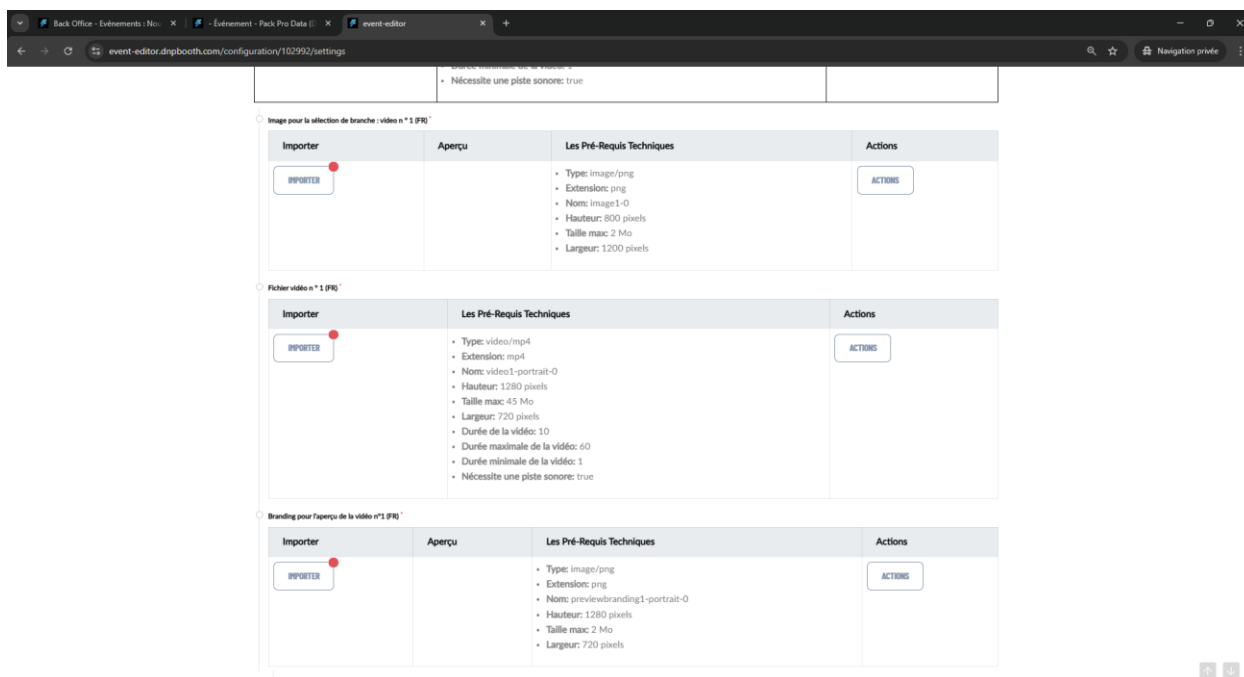 Back Office - Evènements : Nou
- Événement - Pack Pro Data (D
event-editor
event-editor.dnpbooth.com/configuration/102992/settings
Navigation privée
Durée minimale de la vidéo: 1
Nécessite une piste sonore: true
Image pour la sélection de branche : video n ° 1 (FR) *
Importer Aperçu Les Pré-Requis Techniques Actions
IMPORTER
Type: image/png
ACTIONS
Extension: png
Nom: image1-0
Hauteur: 800 pixels
Taille max: 2 Mo
Largeur: 1200 pixels
Fichier vidéo n ° 1 (FR) *
Importer Les Pré-Requis Techniques Actions
IMPORTER
Type: video/mp4
ACTIONS
Extension: mp4
Nom: video1-portrait-0
Hauteur: 1280 pixels
Taille max: 45 Mo
Largeur: 720 pixels
Durée de la vidéo: 10
Durée maximale de la vidéo: 60
Durée minimale de la vidéo: 1
Nécessite une piste sonore: true
Branding pour l'aperçu de la vidéo n°1 (FR) *
Importer Aperçu Les Pré-Requis Techniques Actions
IMPORTER
Type: image/png
ACTIONS
Extension: png
Nom: previewbranding1-portrait-0
Hauteur: 1280 pixels
Taille max: 2 Mo
Largeur: 720 pixels